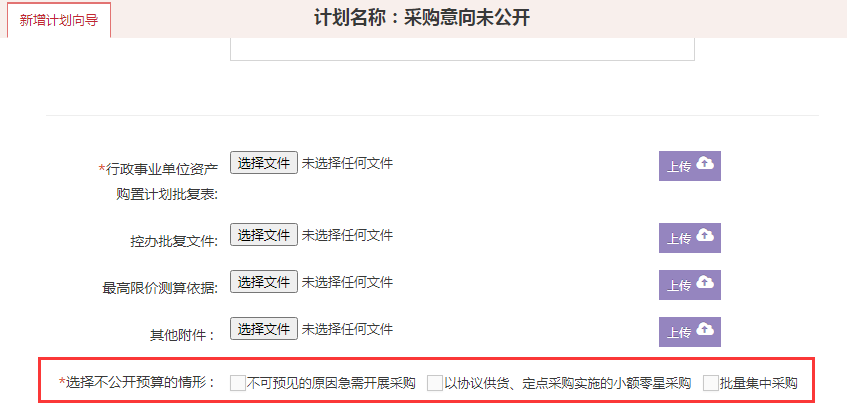 新增计划向导
计划名称：采购意向未公开
*行政事业单位资产
购置计划批复表:
选择文件 未选择任何文件 上传
控办批复文件: 选择文件 未选择任何文件 上传
最高限价测算依据: 选择文件 未选择任何文件 上传
其他附件： 选择文件 未选择任何文件 上传
*选择不公开预算的情形： 不可预见的原因急需开展采购 以协议供货、定点采购实施的小额零星采购 批量集中采购